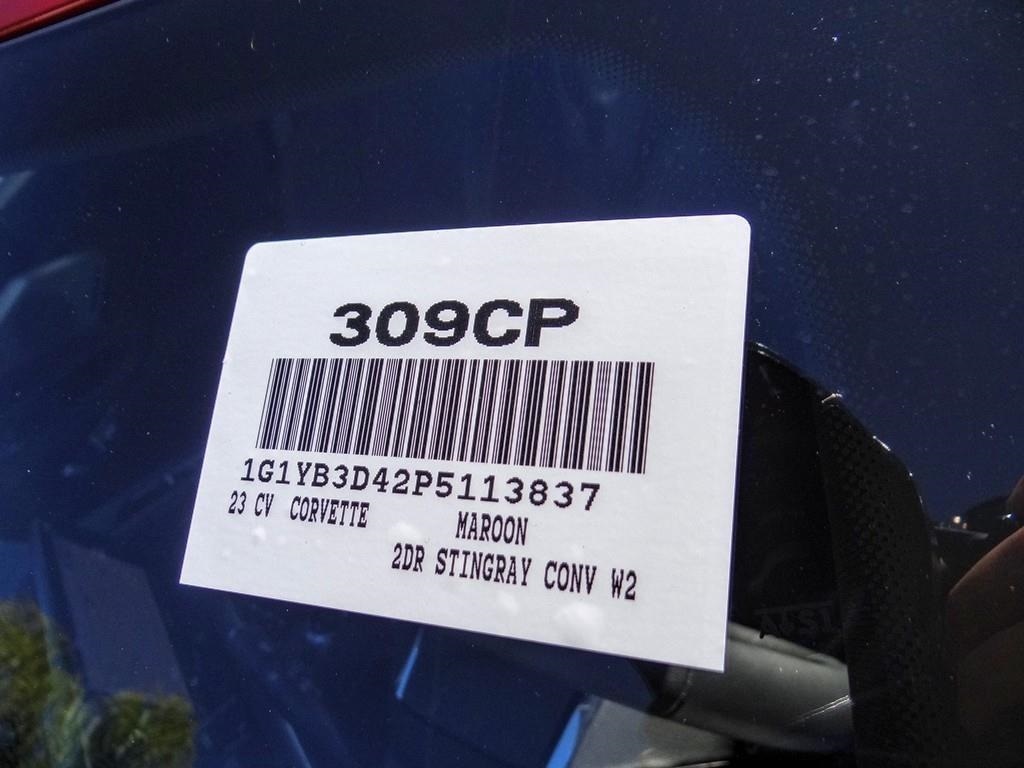 309CP
1G1YB3D42P5113837
23 CV CORVETTE
MAROON
2DR STINGRAY CONV W2